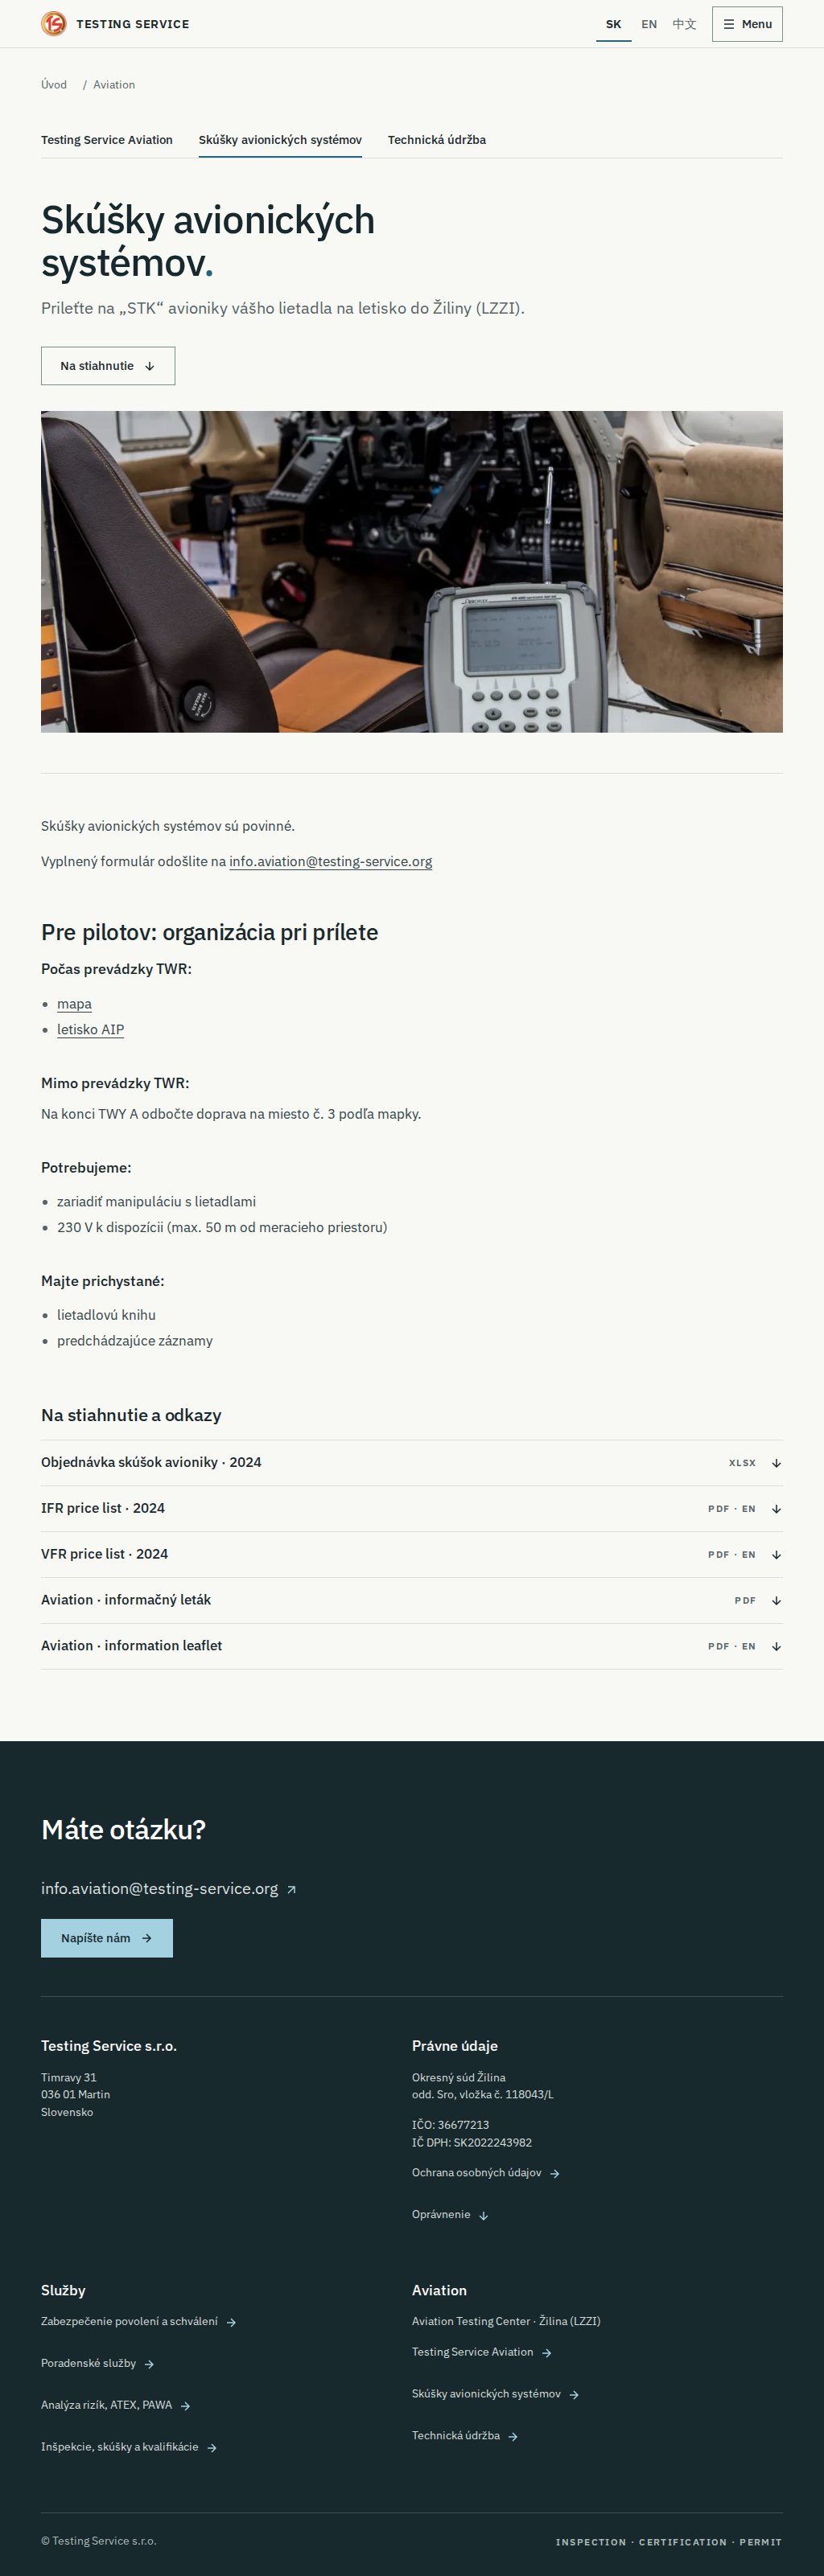 TESTING SERVICE
SK EN 中文 Menu
Úvod / Aviation
Testing Service Aviation Skúšky avionických systémov Technická údržba
Skúšky avionických
systémov.
Prileťte na „STK“ avioniky vášho lietadla na letisko do Žiliny (LZZI).
Na stiahnutie
Skúšky avionických systémov sú povinné.
Vyplnený formulár odošlite na info.aviation@testing-service.org
Pre pilotov: organizácia pri prílete
Počas prevádzky TWR:
mapa
letisko AIP
Mimo prevádzky TWR:
Na konci TWY A odbočte doprava na miesto č. 3 podľa mapky.
Potrebujeme:
zariadiť manipuláciu s lietadlami
230 V k dispozícii (max. 50 m od meracieho priestoru)
Majte prichystané:
lietadlovú knihu
predchádzajúce záznamy
Na stiahnutie a odkazy
Objednávka skúšok avioniky · 2024 XLSX
IFR price list · 2024 PDF · EN
VFR price list · 2024 PDF · EN
Aviation · informačný leták PDF
Aviation · information leaflet PDF · EN
Máte otázku?
info.aviation@testing-service.org
Napíšte nám
Testing Service s.r.o.
Timravy 31
036 01 Martin
Slovensko
Právne údaje
Okresný súd Žilina
odd. Sro, vložka č. 118043/L
IČO: 36677213
IČ DPH: SK2022243982
Ochrana osobných údajov
Oprávnenie
Služby
Zabezpečenie povolení a schválení
Poradenské služby
Analýza rizík, ATEX, PAWA
Inšpekcie, skúšky a kvalifikácie
Aviation
Aviation Testing Center · Žilina (LZZI)
Testing Service Aviation
Skúšky avionických systémov
Technická údržba
© Testing Service s.r.o. INSPECTION · CERTIFICATION · PERMIT